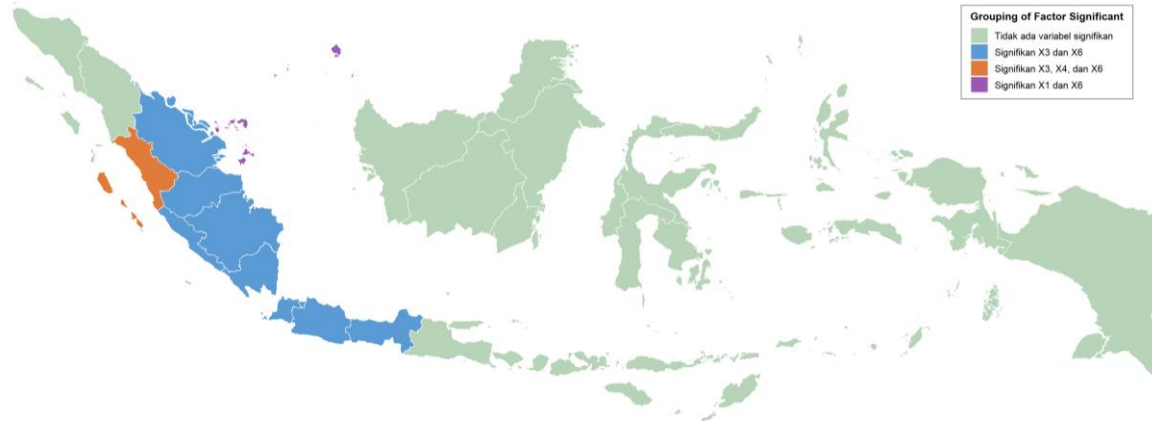 Grouping of Factor Significant
Tidak ada variabel signifikan
Signifikan X3 dan X6
Signifikan X3, X4, dan X6
Signifikan X1 dan X6